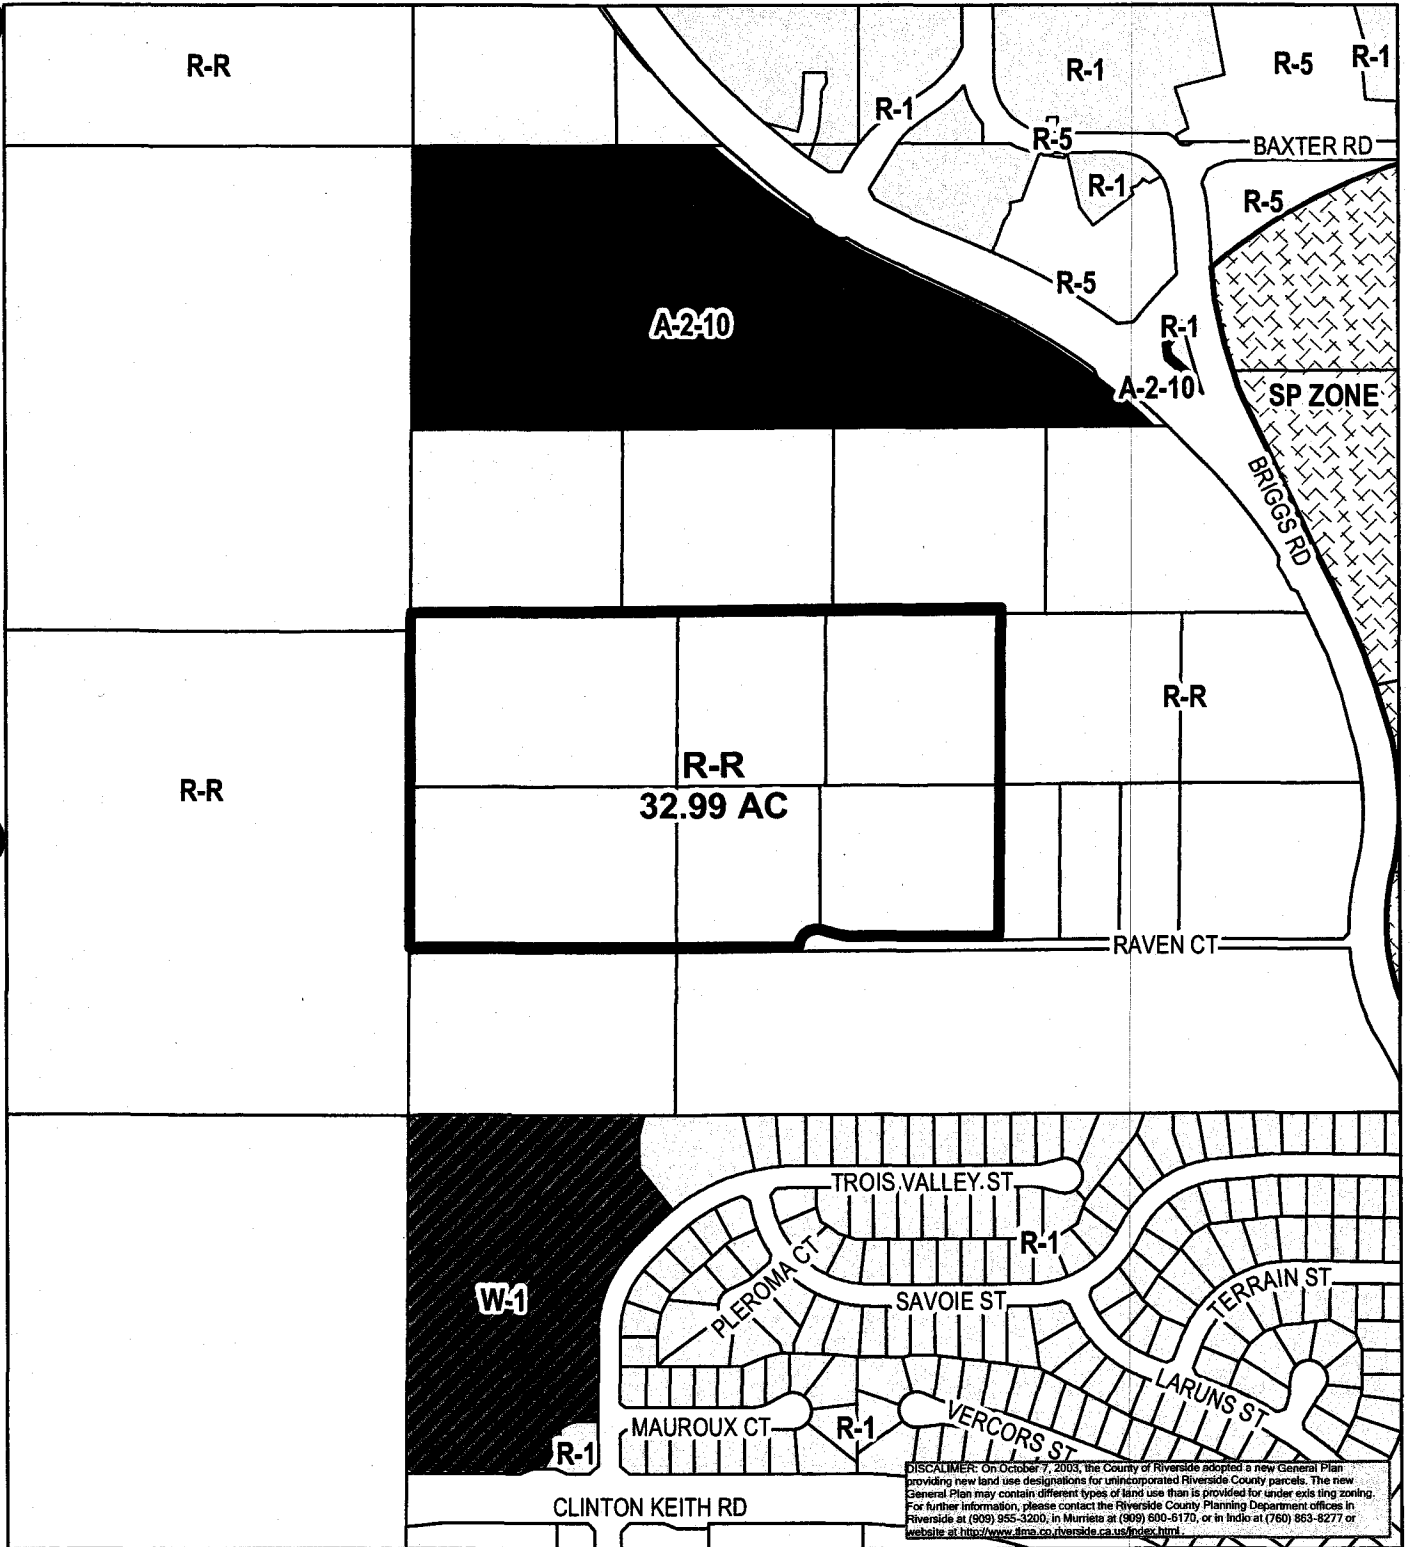 R-R
R-1
R-5
R-1
R-1
R-5
BAXTER RD
R-1
R-5
R-5
A-2-10
R-1
A-2-10
SP ZONE
BRIGGS RD
R-R
R-R
32.99 AC
R-R
RAVEN CT
TROIS VALLEY ST
R-1
PLEROMA CT
SAVOIE ST
TERRAIN ST
W-1
LARUNS ST
MAUROUX CT
R-1
VERCORS ST
R-1
CLINTON KEITH RD
DISCALIMER: On October 7, 2003, the County of Riverside adopted a new General Plan
providing new land use designations for unincorporated Riverside County parcels. The new
General Plan may contain different types of land use than is provided for under exis ting zoning.
For further information, please contact the Riverside County Planning Department offices in
Riverside at (909) 955-3200, in Murrieta at (909) 600-6170, or in Indio at (760) 863-8277 or
website at http://www.tlma.co.riverside.ca.us/index.html